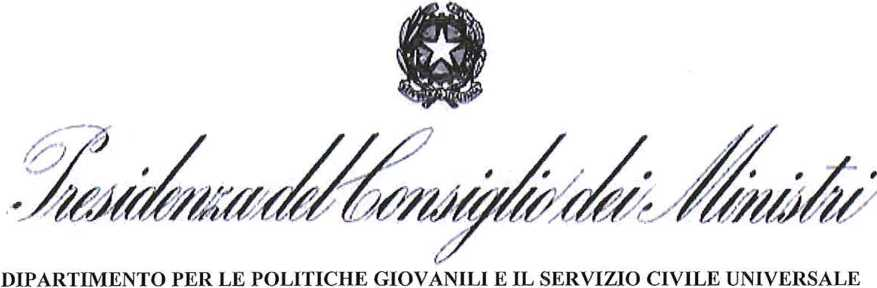 Presidenza del Consiglio dei Ministri
DIPARTIMENTO PER LE POLITICHE GIOVANILI E IL SERVIZIO CIVILE UNIVERSALE